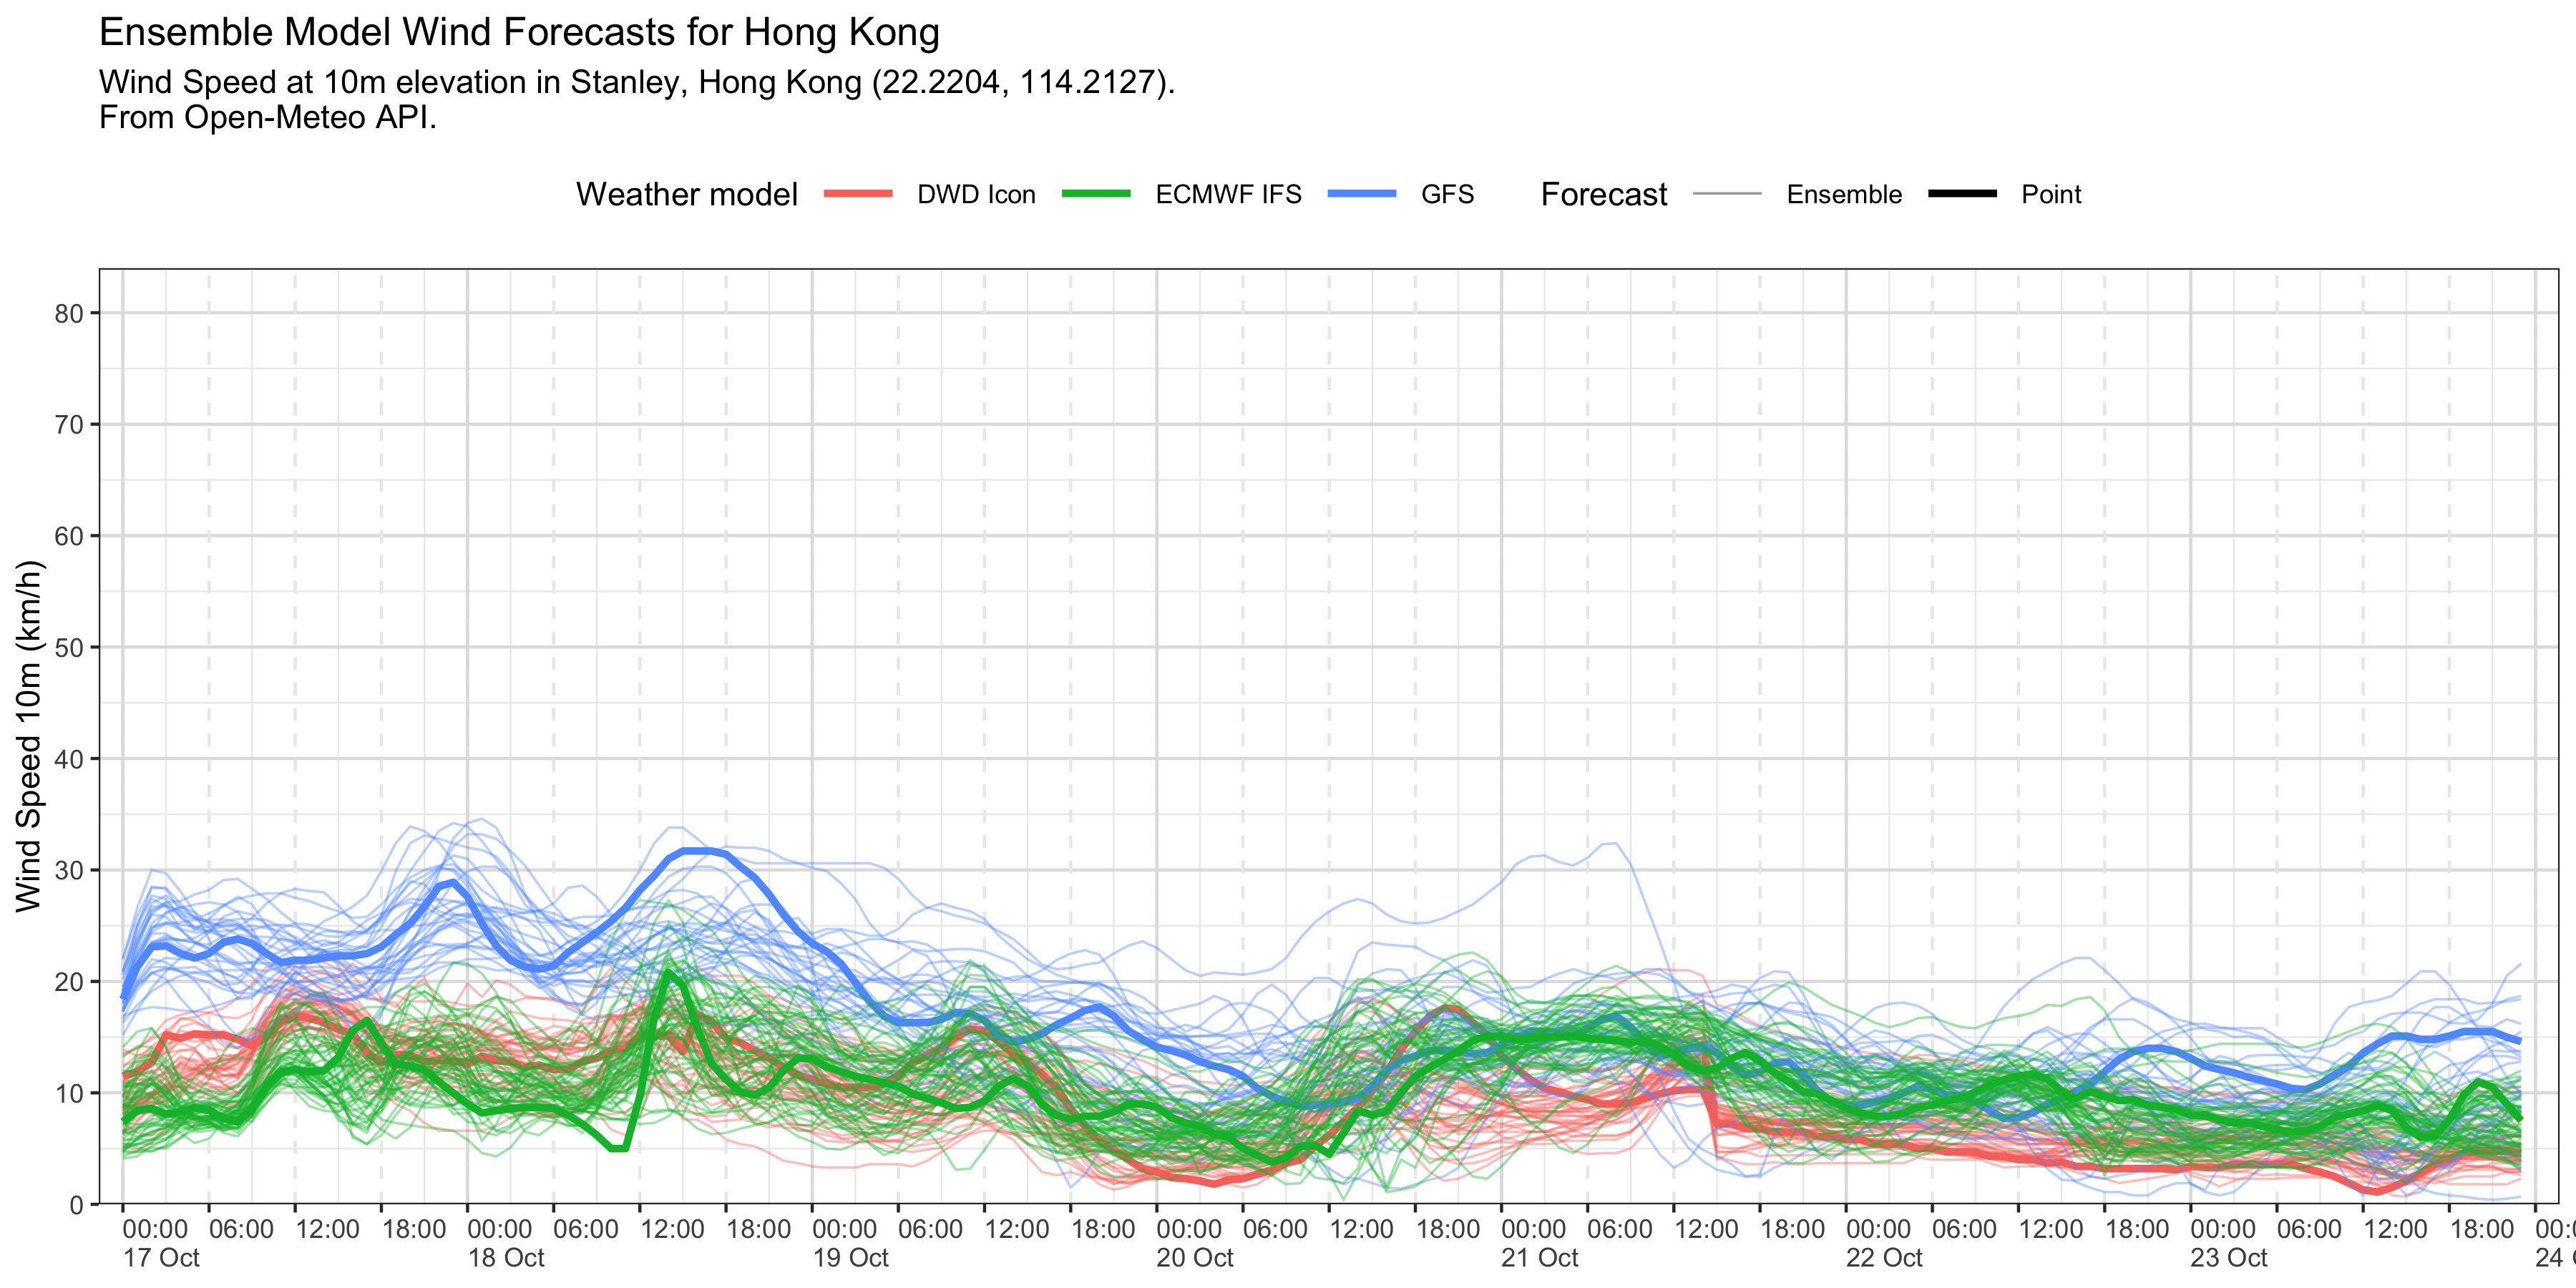 Ensemble Model Wind Forecasts for Hong Kong
Wind Speed at 10m elevation in Stanley, Hong Kong (22.2204, 114.2127).
From Open-Meteo API.
Weather model DWD Icon ECMWF IFS GFS Forecast Ensemble Point
Wind Speed 10m (km/h)
80
70
60
50
40
30
20
10
0
00:00 06:00 12:00 18:00 00:00 06:00 12:00 18:00 00:00 06:00 12:00 18:00 00:00 06:00 12:00 18:00 00:00 06:00 12:00 18:00 00:00 06:00 12:00 18:00 00:00 06:00 12:00 18:00 00:0
17 Oct 18 Oct 19 Oct 20 Oct 21 Oct 22 Oct 23 Oct 24